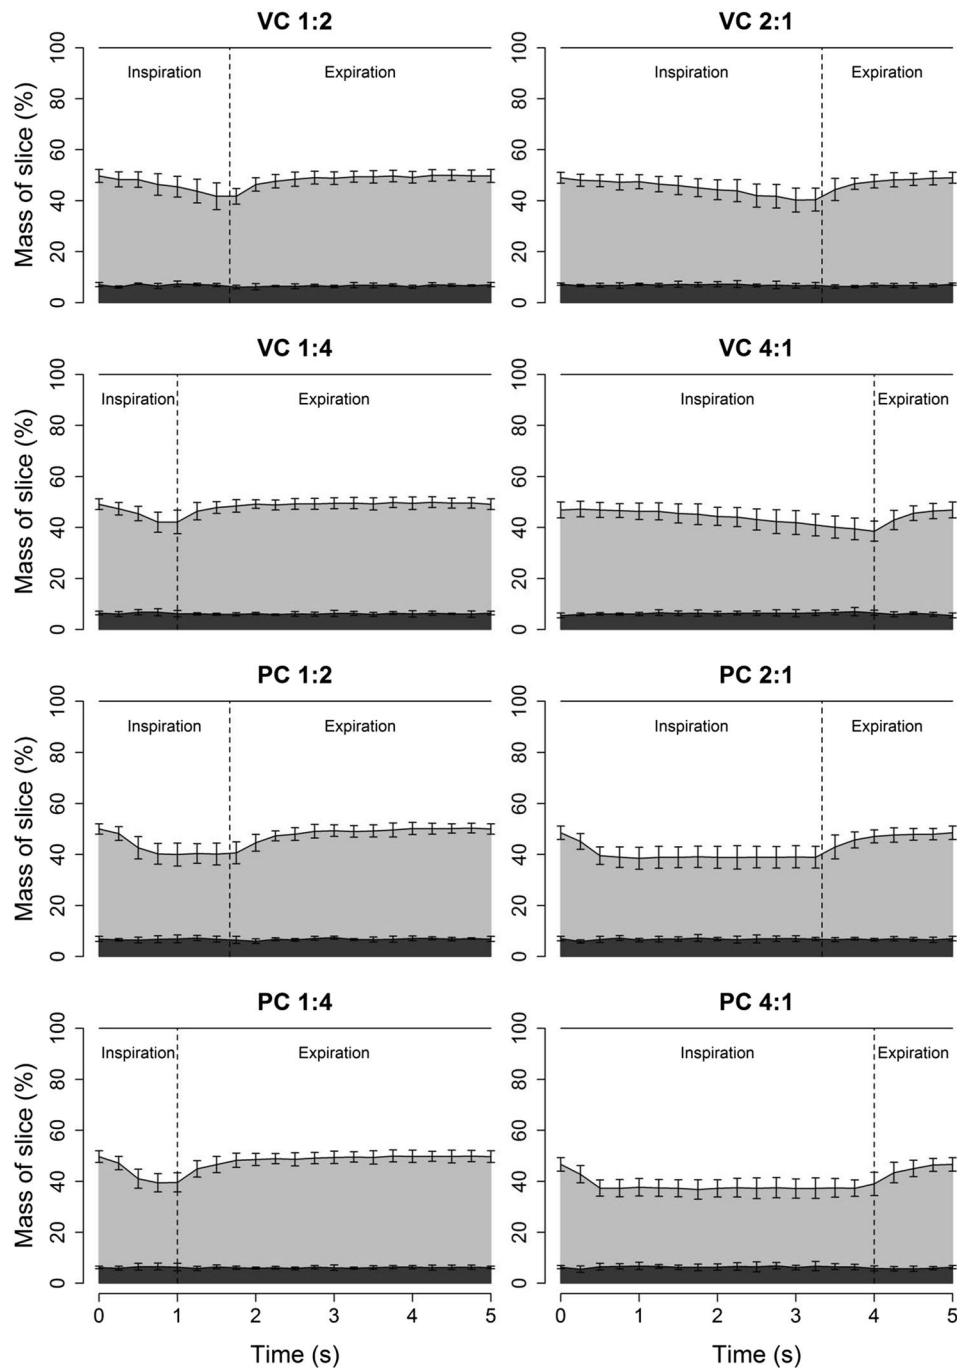 VC 1:2
VC 2:1
Mass of slice (%)
0 20 40 60 80 100
Inspiration
Expiration
0 20 40 60 80 100
Inspiration
Expiration
VC 1:4
VC 4:1
Mass of slice (%)
0 20 40 60 80 100
Inspiration
Expiration
0 20 40 60 80 100
Inspiration
Expiration
PC 1:2
PC 2:1
Mass of slice (%)
0 20 40 60 80 100
Inspiration
Expiration
0 20 40 60 80 100
Inspiration
Expiration
PC 1:4
PC 4:1
Mass of slice (%)
0 20 40 60 80 100
Inspiration
Expiration
0 20 40 60 80 100
Inspiration
Expiration
0 1 2 3 4 5
0 1 2 3 4 5
Time (s)
Time (s)